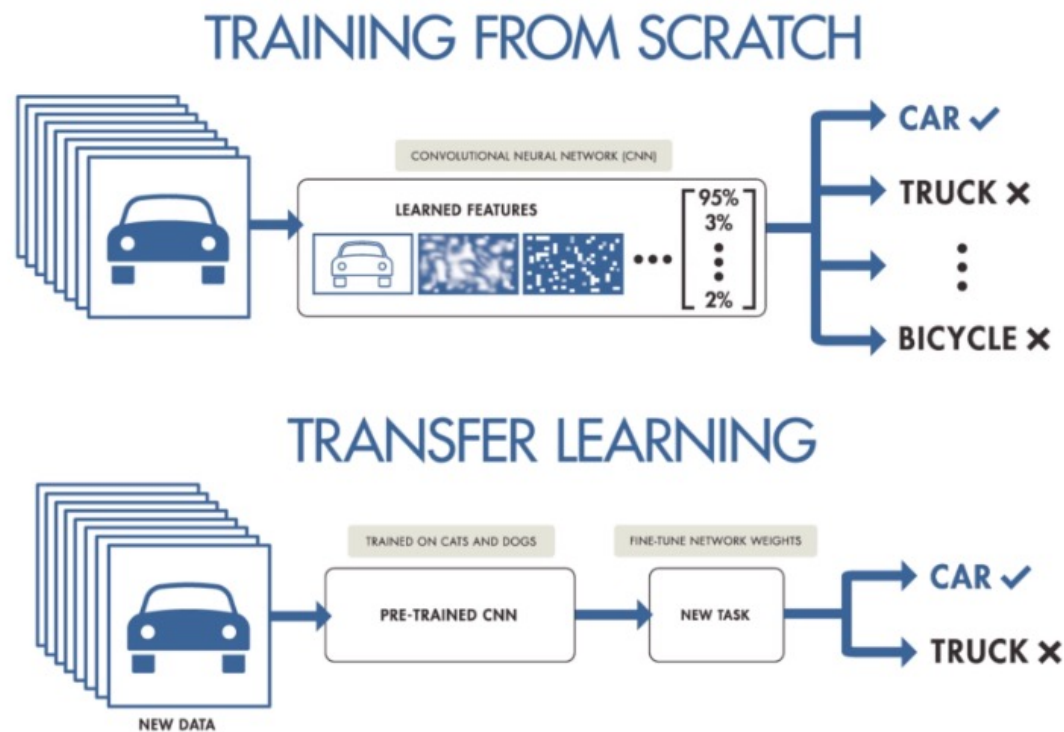 TRAINING FROM SCRATCH
CONVOLUTIONAL NEURAL NETWORK (CNN)
LEARNED FEATURES
95%
3%
2%
CAR ✓
TRUCK ✕
BICYCLE ✕
TRANSFER LEARNING
TRAINED ON CATS AND DOGS
FINE-TUNE NETWORK WEIGHTS
PRE-TRAINED CNN
NEW TASK
CAR ✓
TRUCK ✕
NEW DATA